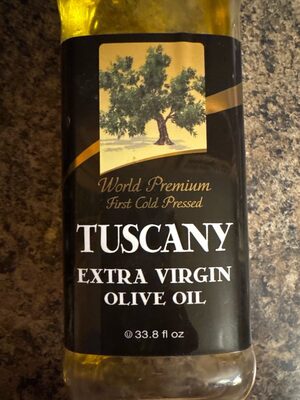 World Premium
First Cold Pressed
TUSCANY
EXTRA VIRGIN
OLIVE OIL
Ⓤ 33.8 fl oz